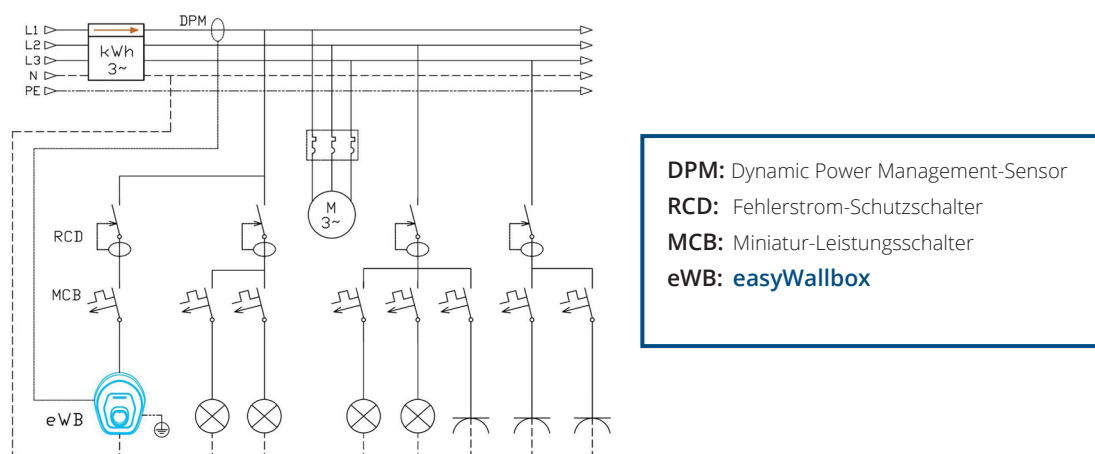 DPM
L1
L2
L3
N
PE
kWh
3~
M
3~
RCD
MCB
eWB
DPM: Dynamic Power Management-Sensor
RCD: Fehlerstrom-Schutzschalter
MCB: Miniatur-Leistungsschalter
eWB: easyWallbox